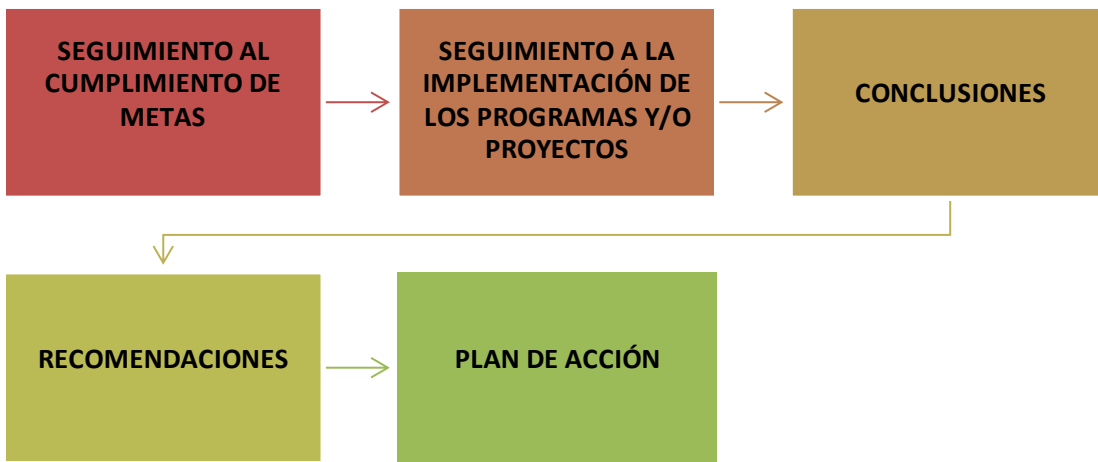 SEGUIMIENTO AL
CUMPLIMIENTO DE
METAS
SEGUIMIENTO A LA
IMPLEMENTACIÓN DE
LOS PROGRAMAS Y/O
PROYECTOS
CONCLUSIONES
RECOMENDACIONES
PLAN DE ACCIÓN